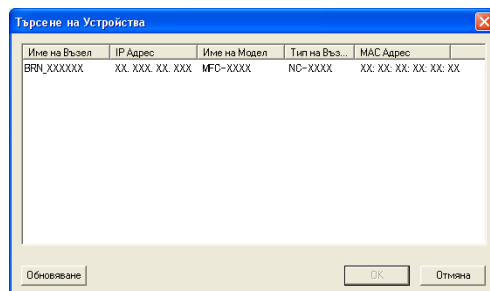 Търсене на Устройства
Име на Възел IP Адрес Име на Модел Тип на Въз... MAC Адрес
BRN_XXXXXX XX. XXX. XX. XXX MFC-XXXX NC-XXXX XX: XX: XX: XX: XX: XX
Обновяване OK Отмяна